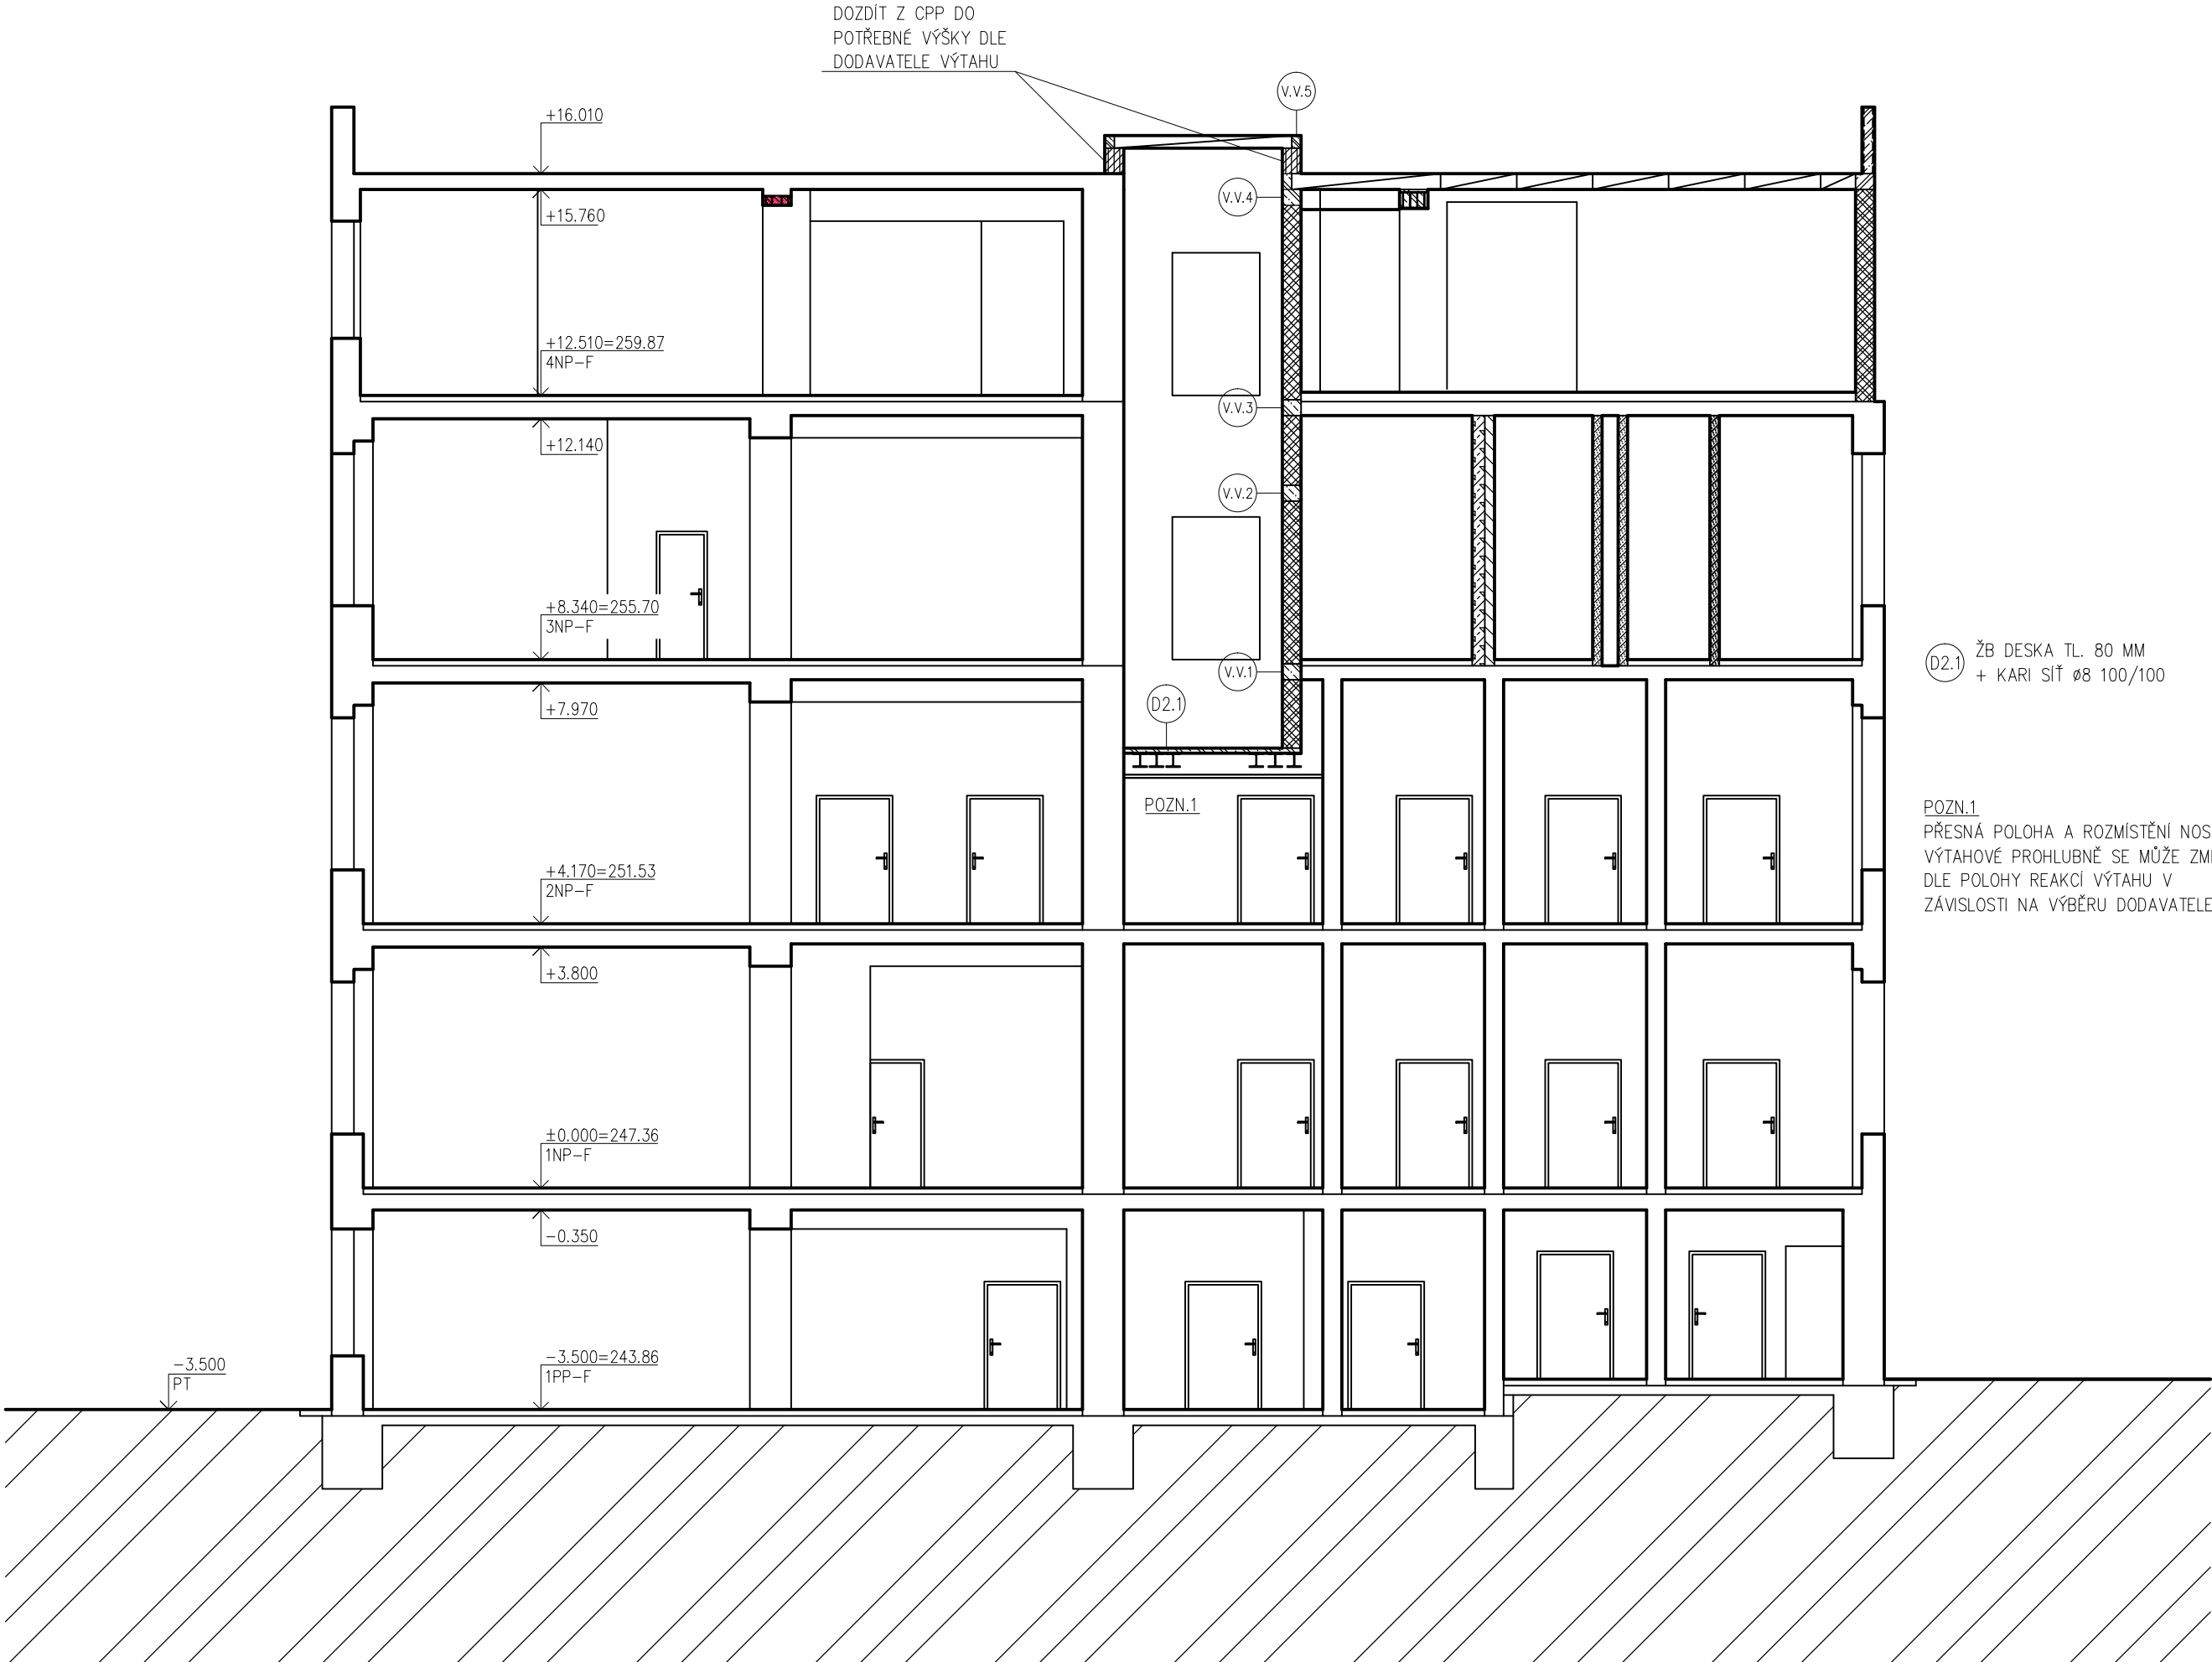 DOZDÍT Z CPP DO
POTŘEBNÉ VÝŠKY DLE
DODAVATELE VÝTAHU
V.V.5
+16.010
V.V.4
+15.760
+12.510=259.87
4NP-F
V.V.3
+12.140
V.V.2
+8.340=255.70
3NP-F
V.V.1
D2.1
ŽB DESKA TL. 80 MM
+ KARI SÍŤ ø8 100/100
D2.1
+7.970
POZN.1
POZN.1
PŘESNÁ POLOHA A ROZMÍSTĚNÍ NOS
VÝTAHOVÉ PROHLUBNĚ SE MŮŽE
DLE POLOHY REAKCÍ VÝTAHU V
ZÁVISLOSTI NA VÝBĚRU DODAVATELE
+4.170=251.53
2NP-F
+3.800
±0.000=247.36
1NP-F
-0.350
-3.500=243.86
1PP-F
-3.500
PT